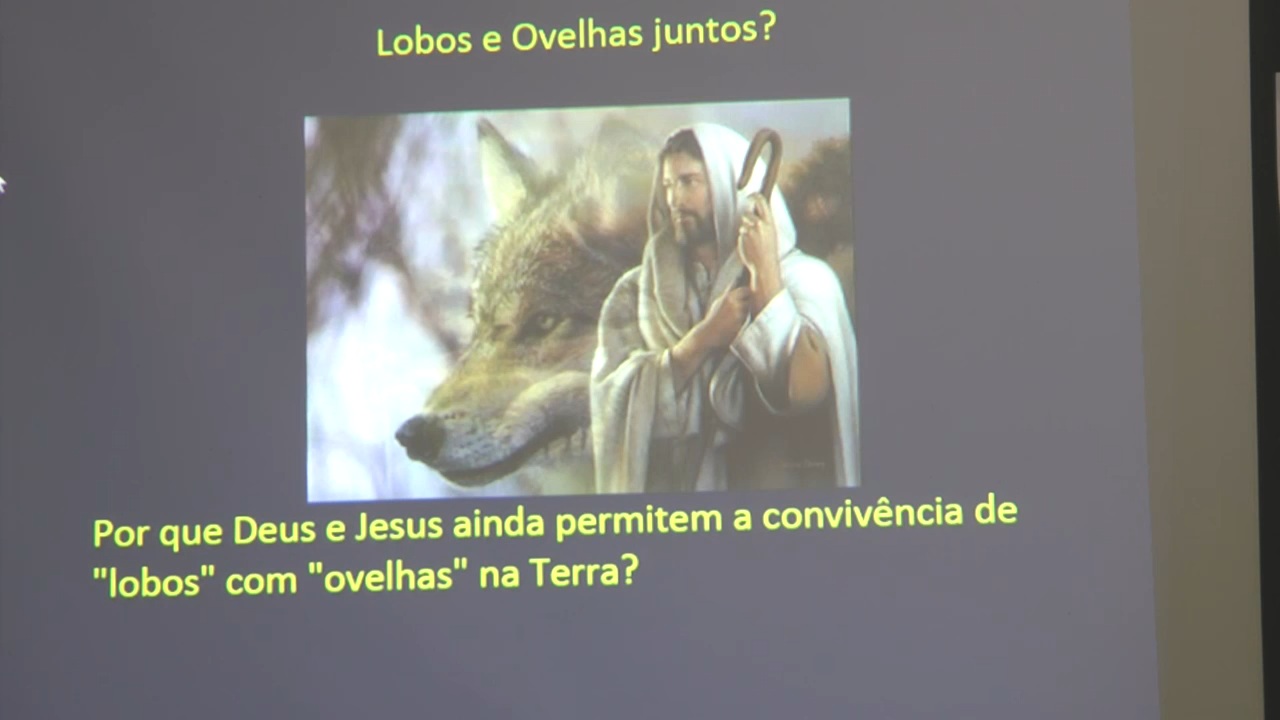 Lobos e Ovelhas juntos?
Por que Deus e Jesus ainda permitem a convivência de
"lobos" com "ovelhas" na Terra?